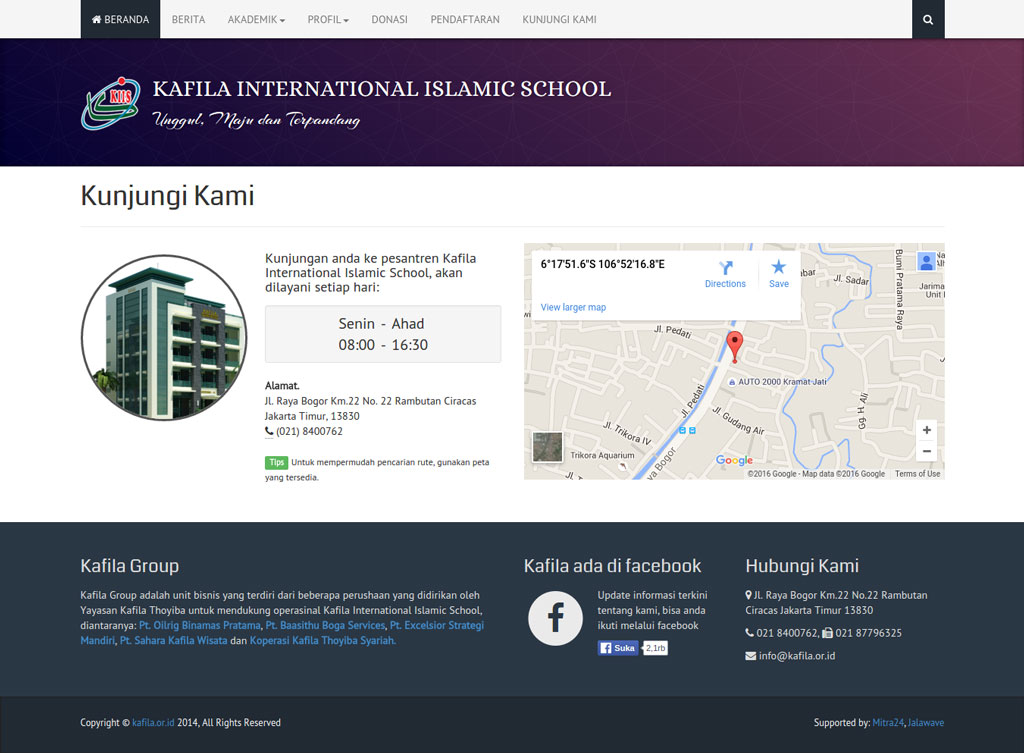 BERANDA BERITA AKADEMIK PROFIL DONASI PENDAFTARAN KUNJUNGI KAMI
KIIS
KAFILA INTERNATIONAL ISLAMIC SCHOOL
Unggul, Maju dan Terpandang
Kunjungi Kami
Kunjungan anda ke pesantren Kafila
International Islamic School, akan
dilayani setiap hari:
Senin - Ahad
08:00 - 16:30
Alamat.
Jl. Raya Bogor Km.22 No. 22 Rambutan Ciracas
Jakarta Timur, 13830
(021) 8400762
Tips Untuk mempermudah pencarian rute, gunakan peta
yang tersedia.
6°17'51.6"S 106°52'16.8"E
Directions
Save
View larger map
Jl. Sadar
Bumi Pratama Raya
Jl. Pedati
AUTO 2000 Kramat-Jati
Jl. Pedati
Jl. Gudang Air
Gg. H. Ali
Jl. Trikora IV
Trikora Aquarium
Google
©2016 Google - Map data ©2016 Google Terms of Use
Kafila Group
Kafila Group adalah unit bisnis yang terdiri dari beberapa perushaan yang didirikan oleh
Yayasan Kafila Thoyiba untuk mendukung operasinal Kafila International Islamic School,
diantaranya: Pt. Oilrig Binamas Pratama, Pt. Baasithu Boga Services, Pt. Excelsior Strategi
Mandiri, Pt. Sahara Kafila Wisata dan Koperasi Kafila Thoyiba Syariah.
Kafila ada di facebook
Update informasi terkini
tentang kami, bisa anda
ikuti melalui facebook
Suka 2,1rb
Hubungi Kami
Jl. Raya Bogor Km.22 No.22 Rambutan
Ciracas Jakarta Timur 13830
021 8400762, 021 87796325
info@kafila.or.id
Copyright © kafila.or.id 2014, All Rights Reserved
Supported by: Mitra24, Jalawave